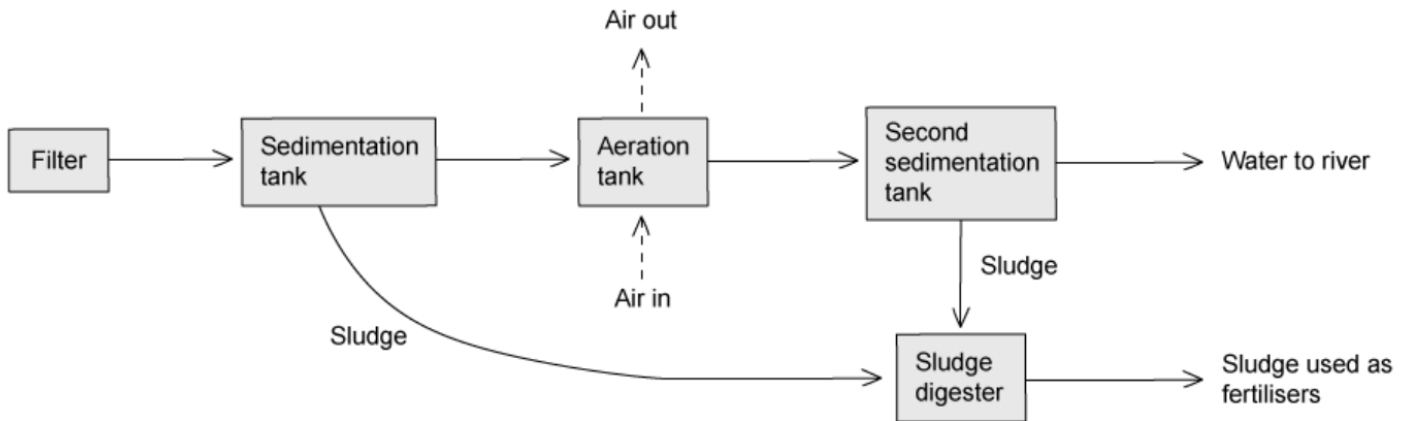 Air out
Filter
Sedimentation
tank
Aeration
tank
Second
sedimentation
tank
Water to river
Air in
Sludge
Sludge
Sludge
digester
Sludge used as
fertilisers